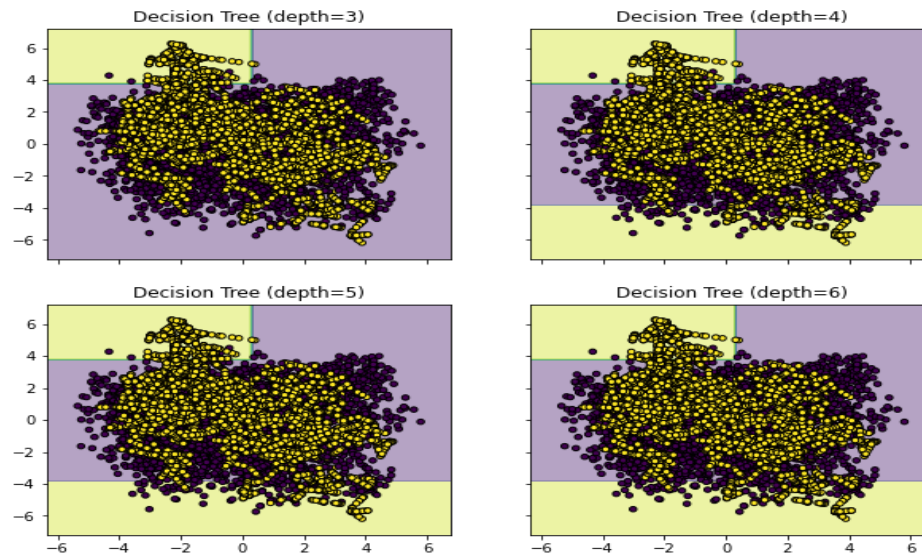 Decision Tree (depth=3)
Decision Tree (depth=4)
6
4
2
0
−2
−4
−6
Decision Tree (depth=5)
Decision Tree (depth=6)
6
4
2
0
−2
−4
−6
−6 −4 −2 0 2 4 6
−6 −4 −2 0 2 4 6